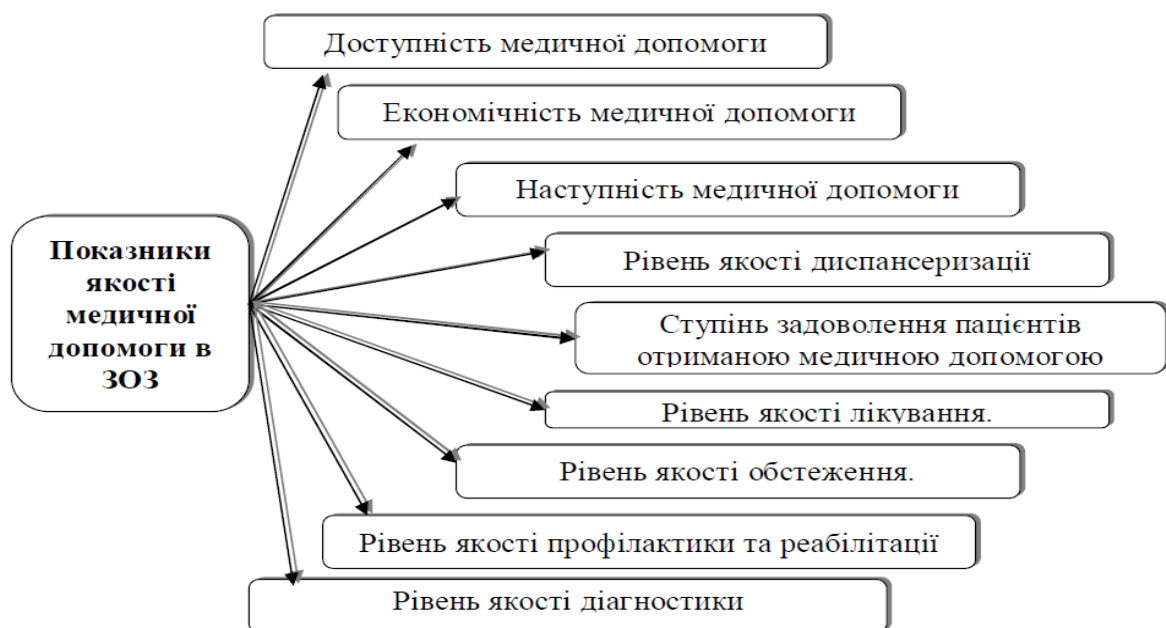 Доступність медичної допомоги
Економічність медичної допомоги
Наступність медичної допомоги
Показники
якості
медичної
допомоги в
ЗОЗ
Рівень якості диспансеризації
Ступінь задоволення пацієнтів
отриманою медичною допомогою
Рівень якості лікування.
Рівень якості обстеження.
Рівень якості профілактики та реабілітації
Рівень якості діагностики